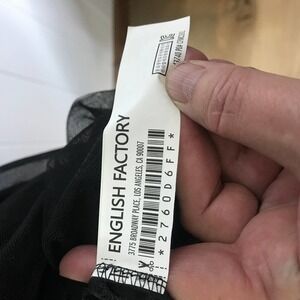 ENGLISH FACTORY
3775 BROADWAY PLACE, LOS ANGELES, CA 90007
*2760D6FF*